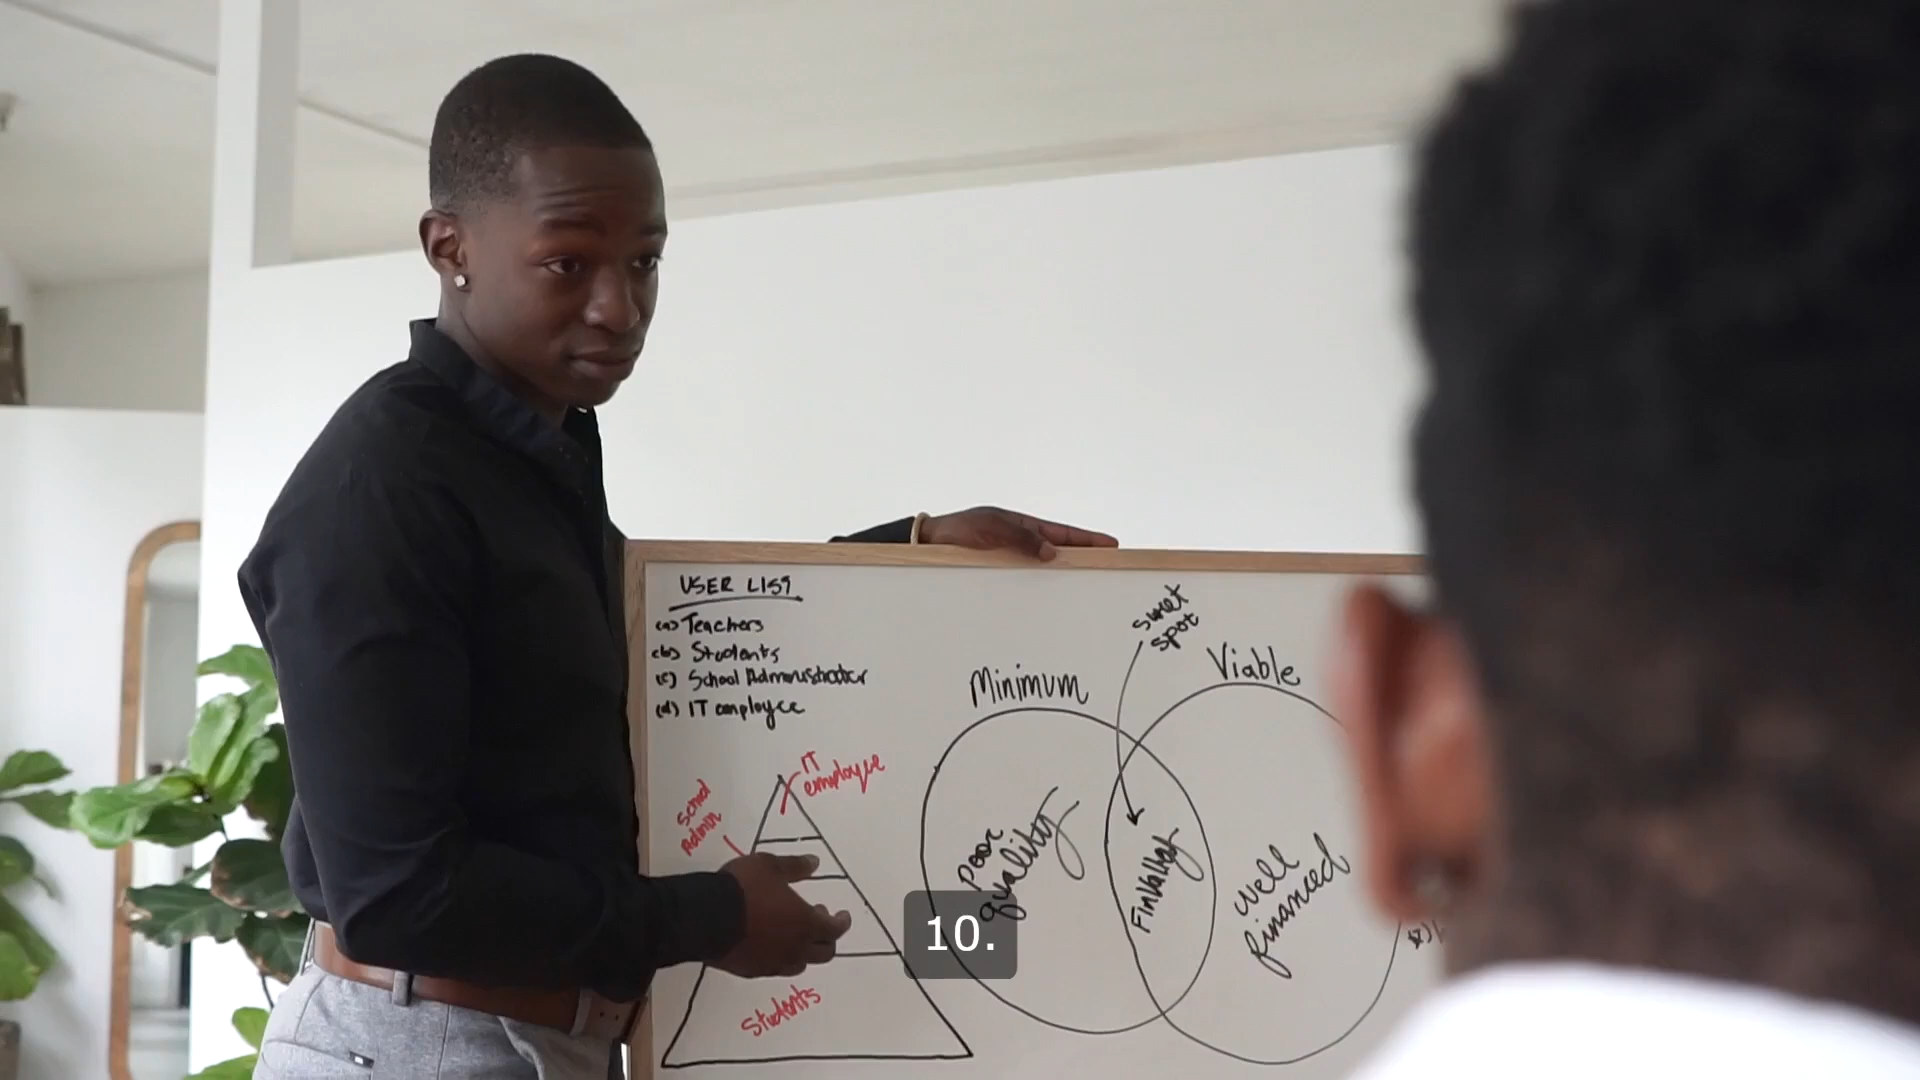 USER LIST
(a) Teachers
(b) Students
(c) School Administrator
(d) IT employee
sweet
spot
Minimum
Viable
IT
employee
School
Admin
Poor
quality
well
financed
Students
10.